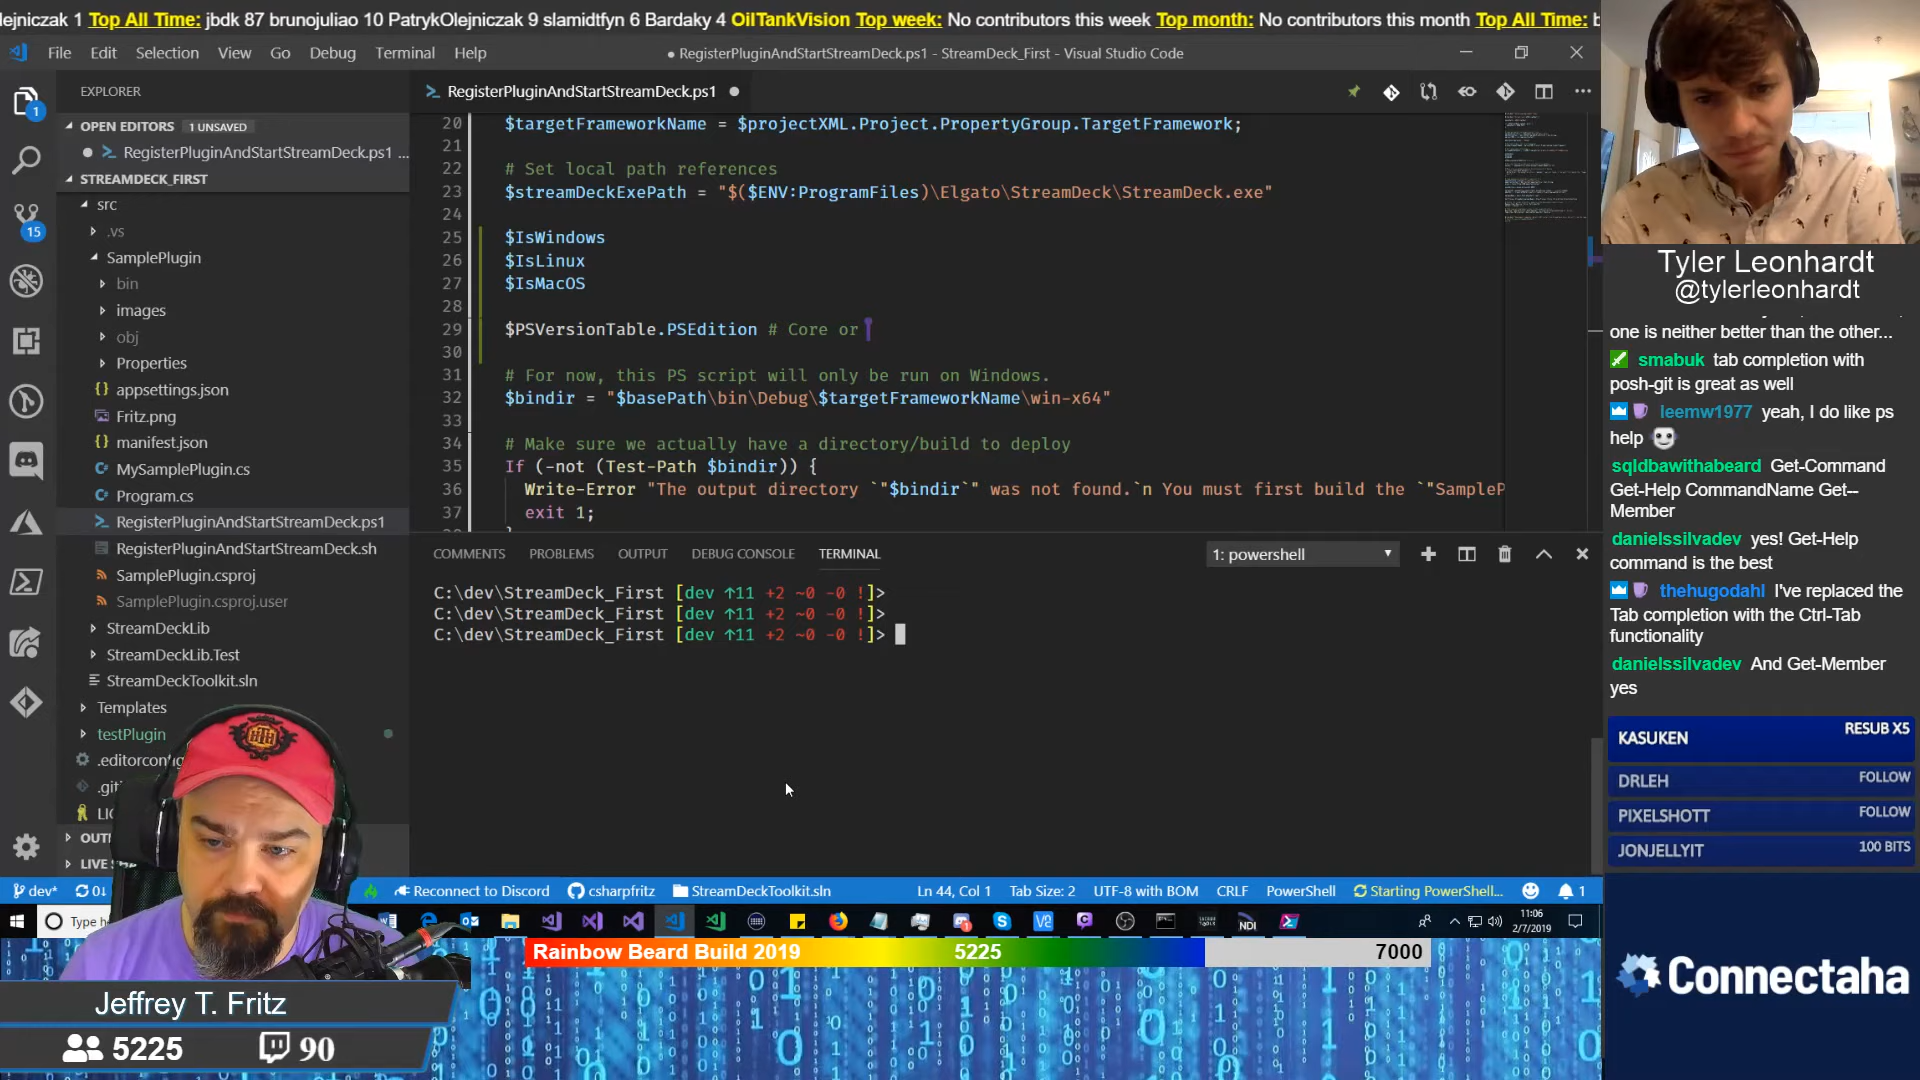 lejniczak 1 Top All Time: jbdk 87 brunojuliao 10 PatrykOlejniczak 9 slamidtfyn 6 Bardaky 4 OilTankVision Top week: No contributors this week Top month: No contributors this month Top All Time: b
File Edit Selection View Go Debug Terminal Help
● RegisterPluginAndStartStreamDeck.ps1 - StreamDeck_First - Visual Studio Code
EXPLORER
OPEN EDITORS 1 UNSAVED
RegisterPluginAndStartStreamDeck.ps1 ...
STREAMDECK_FIRST
src
.vs
SamplePlugin
bin
images
obj
Properties
appsettings.json
Fritz.png
manifest.json
MySamplePlugin.cs
Program.cs
RegisterPluginAndStartStreamDeck.ps1
RegisterPluginAndStartStreamDeck.sh
SamplePlugin.csproj
SamplePlugin.csproj.user
StreamDeckLib
StreamDeckLib.Test
StreamDeckToolkit.sln
Templates
testPlugin
.editorconfig
.giti
LIC
OUT
LIVE SHA
1
15
RegisterPluginAndStartStreamDeck.ps1 ●
20 $targetFrameworkName = $projectXML.Project.PropertyGroup.TargetFramework;
21
22 # Set local path references
23 $streamDeckExePath = "$($ENV:ProgramFiles)\Elgato\StreamDeck\StreamDeck.exe"
24
25 $IsWindows
26 $IsLinux
27 $IsMacOS
28
29 $PSVersionTable.PSEdition # Core or
30
31 # For now, this PS script will only be run on Windows.
32 $bindir = "$basePath\bin\Debug\$targetFrameworkName\win-x64"
33
34 # Make sure we actually have a directory/build to deploy
35 If (-not (Test-Path $bindir)) {
36 Write-Error "The output directory `"$bindir`" was not found.`n You must first build the `"SampleP
37 exit 1;
COMMENTS PROBLEMS OUTPUT DEBUG CONSOLE TERMINAL
1: powershell
C:\dev\StreamDeck_First [dev ↑11 +2 ~0 -0 !]>
C:\dev\StreamDeck_First [dev ↑11 +2 ~0 -0 !]>
C:\dev\StreamDeck_First [dev ↑11 +2 ~0 -0 !]>
dev* 0↓ Reconnect to Discord csharpfritz StreamDeckToolkit.sln Ln 44, Col 1 Tab Size: 2 UTF-8 with BOM CRLF PowerShell Starting PowerShell... 1
Type he
NDI
11:06
2/7/2019
Rainbow Beard Build 2019 5225 7000
Jeffrey T. Fritz
5225 90
Tyler Leonhardt
@tylerleonhardt
one is neither better than the other...
smabuk tab completion with
posh-git is great as well
leemw1977 yeah, I do like ps
help
sqldbawithabeard Get-Command
Get-Help CommandName Get--
Member
danielssilvadev yes! Get-Help
command is the best
thehugodahl I've replaced the
Tab completion with the Ctrl-Tab
functionality
danielssilvadev And Get-Member
yes
KASUKEN RESUB X5
DRLEH FOLLOW
PIXELSHOTT FOLLOW
JONJELLYIT 100 BITS
Connectaha